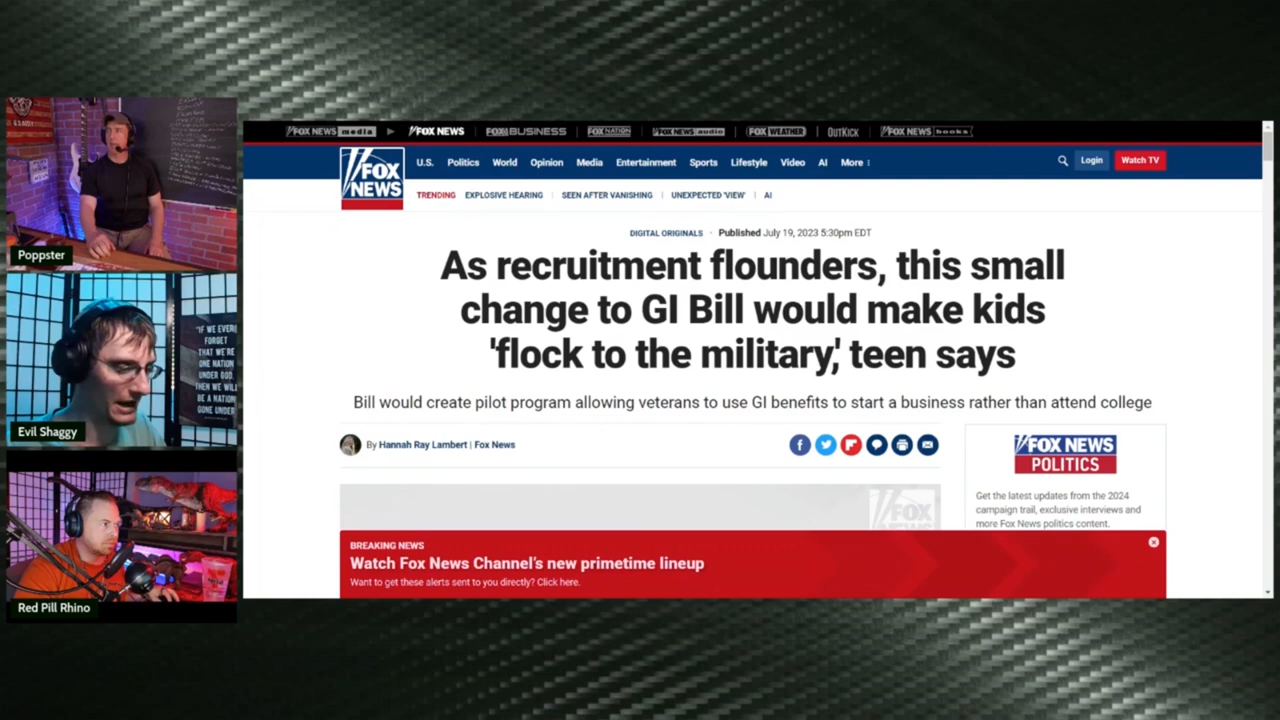 Poppster
"IF WE EVER
FORGET
THAT WE'RE
ONE NATION
UNDER GOD,
THEN WE WILL
BE A NATION
GONE UNDER
Evil Shaggy
Red Pill Rhino
FOX NEWS media FOX NEWS FOX BUSINESS FOX NATION FOX NEWS audio FOX WEATHER OUTKICK FOX NEWS books
FOX
NEWS
U.S. Politics World Opinion Media Entertainment Sports Lifestyle Video AI More Login Watch TV
TRENDING EXPLOSIVE HEARING SEEN AFTER VANISHING UNEXPECTED 'VIEW' AI
DIGITAL ORIGINALS · Published July 19, 2023 5:30pm EDT
As recruitment flounders, this small
change to GI Bill would make kids
'flock to the military,' teen says
Bill would create pilot program allowing veterans to use GI benefits to start a business rather than attend college
By Hannah Ray Lambert | Fox News
FOX NEWS
POLITICS
Get the latest updates from the 2024
campaign trail, exclusive interviews and
more Fox News politics content.
FOX
BREAKING NEWS
Watch Fox News Channel's new primetime lineup
Want to get these alerts sent to you directly? Click here.